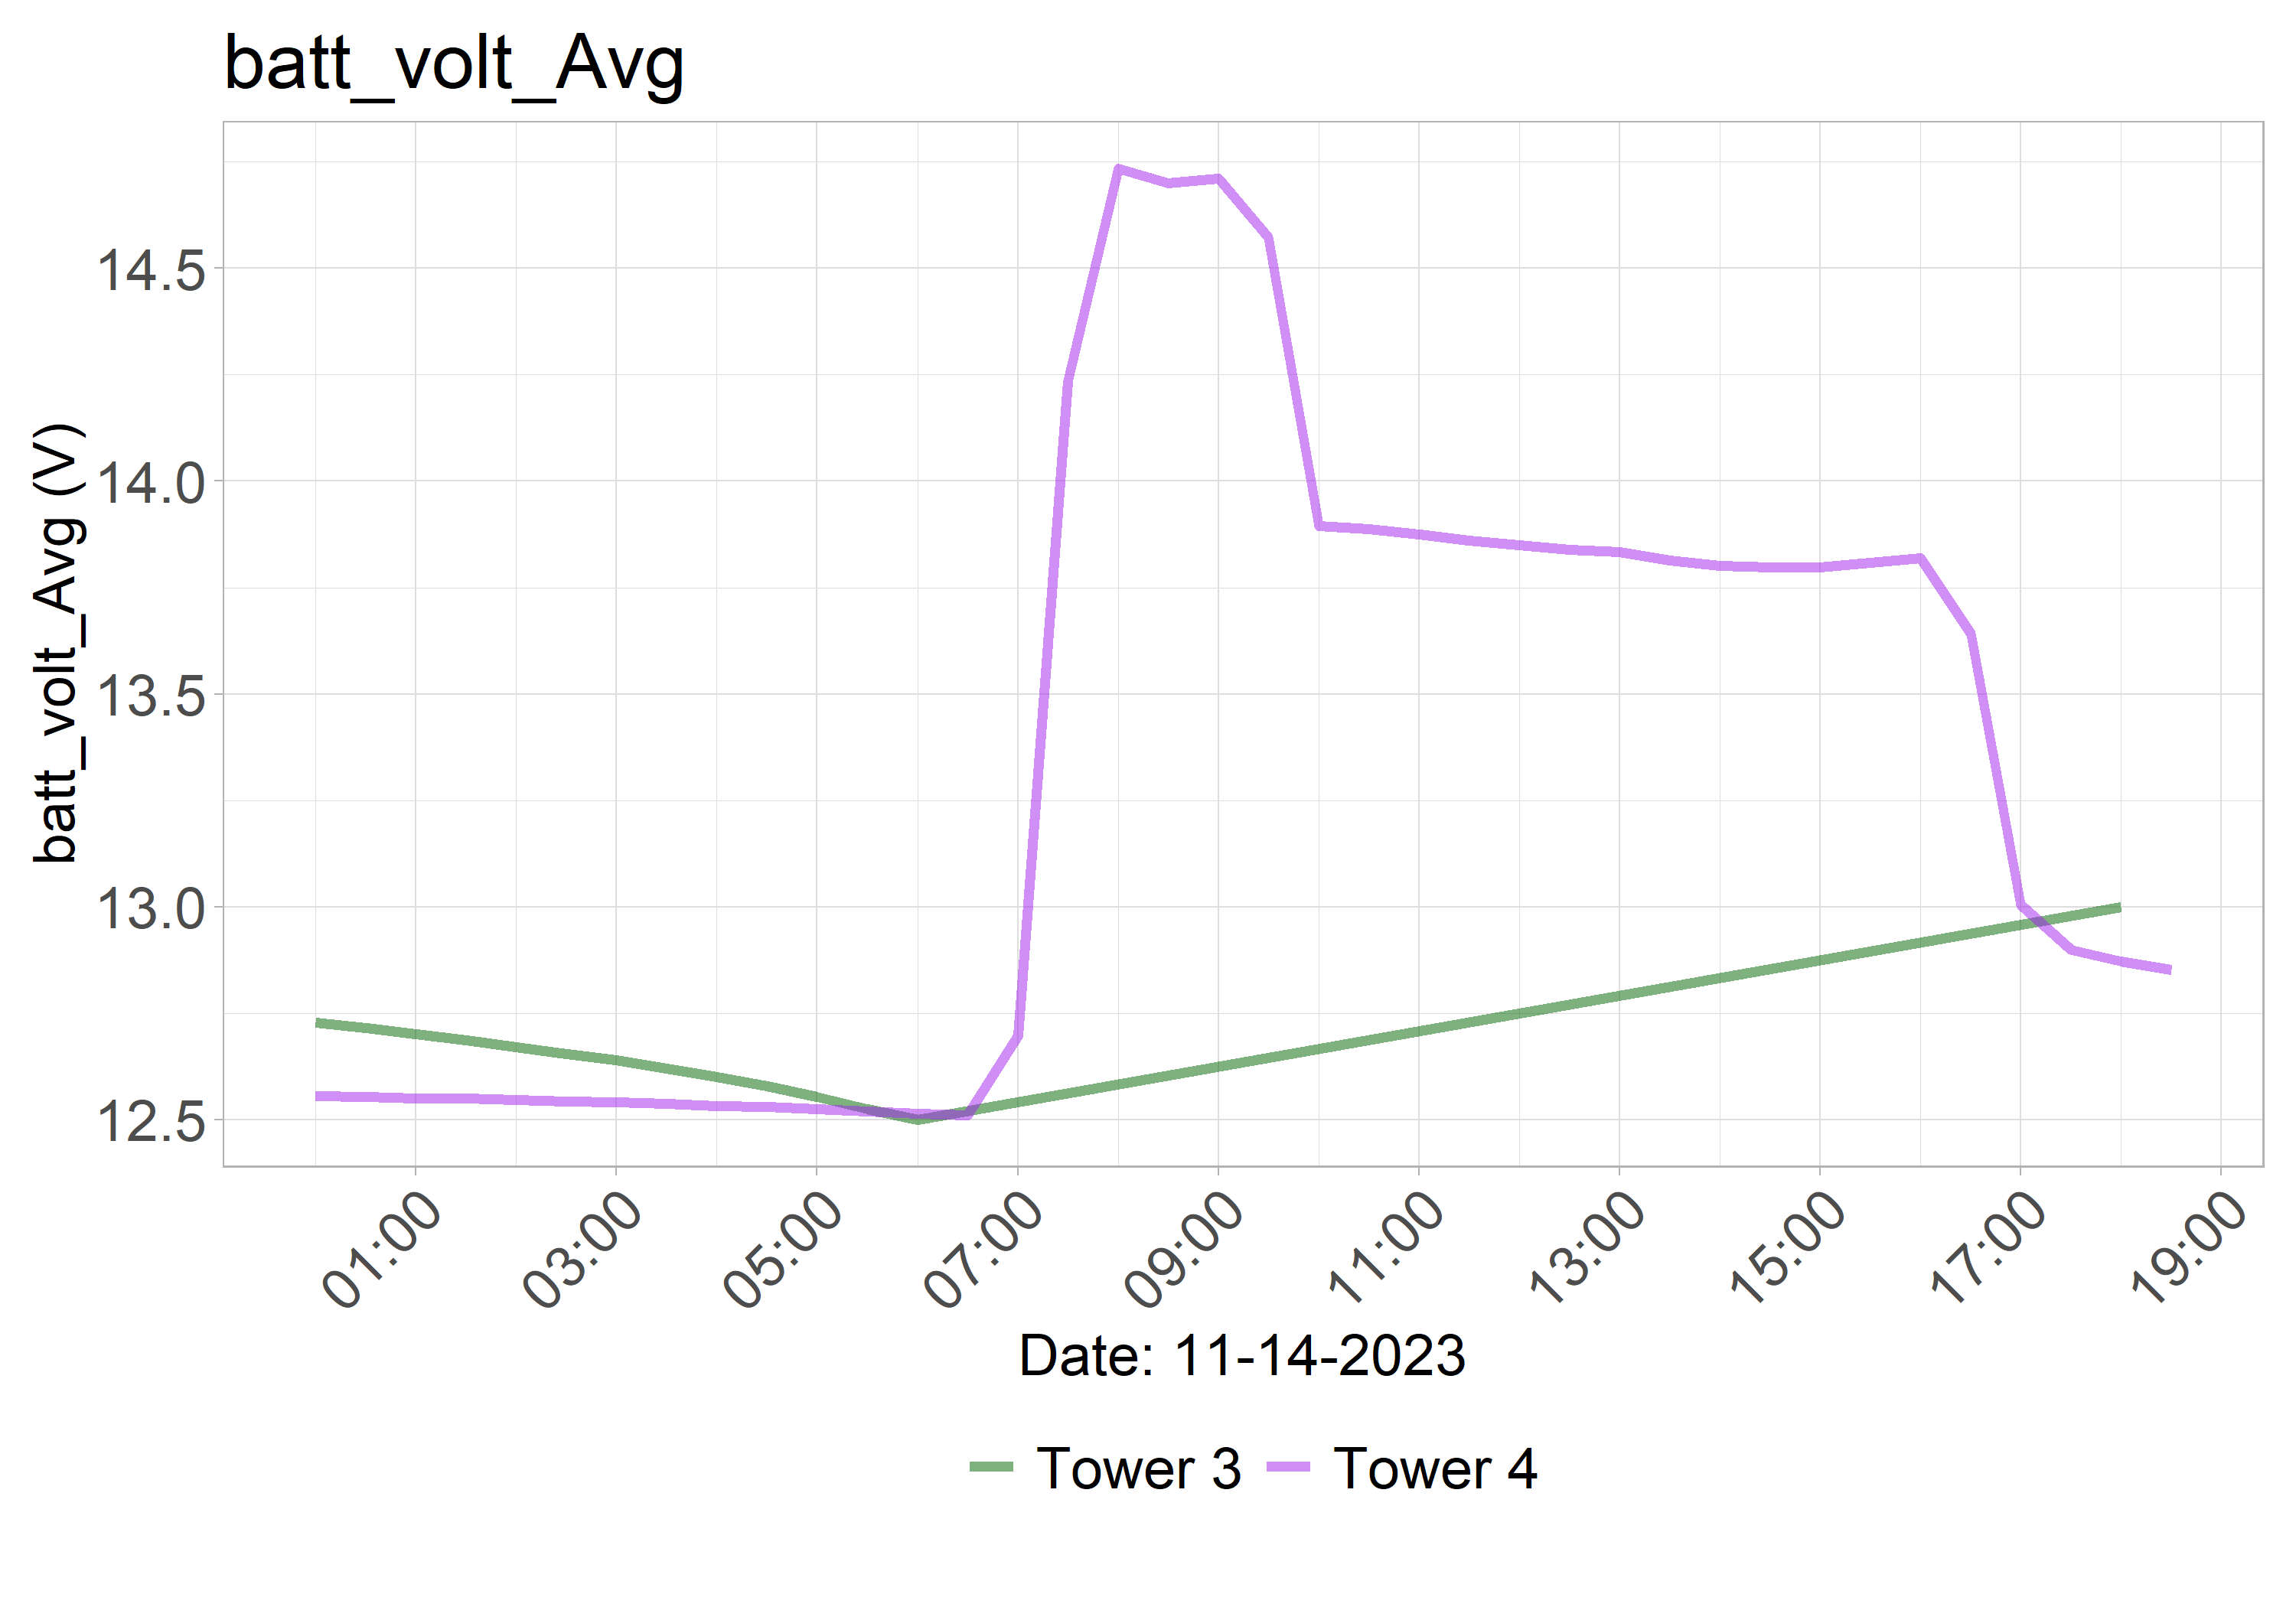 batt_volt_Avg
batt_volt_Avg (V)
14.5
14.0
13.5
13.0
12.5
01:00 03:00 05:00 07:00 09:00 11:00 13:00 15:00 17:00 19:00
Date: 11-14-2023
Tower 3 Tower 4